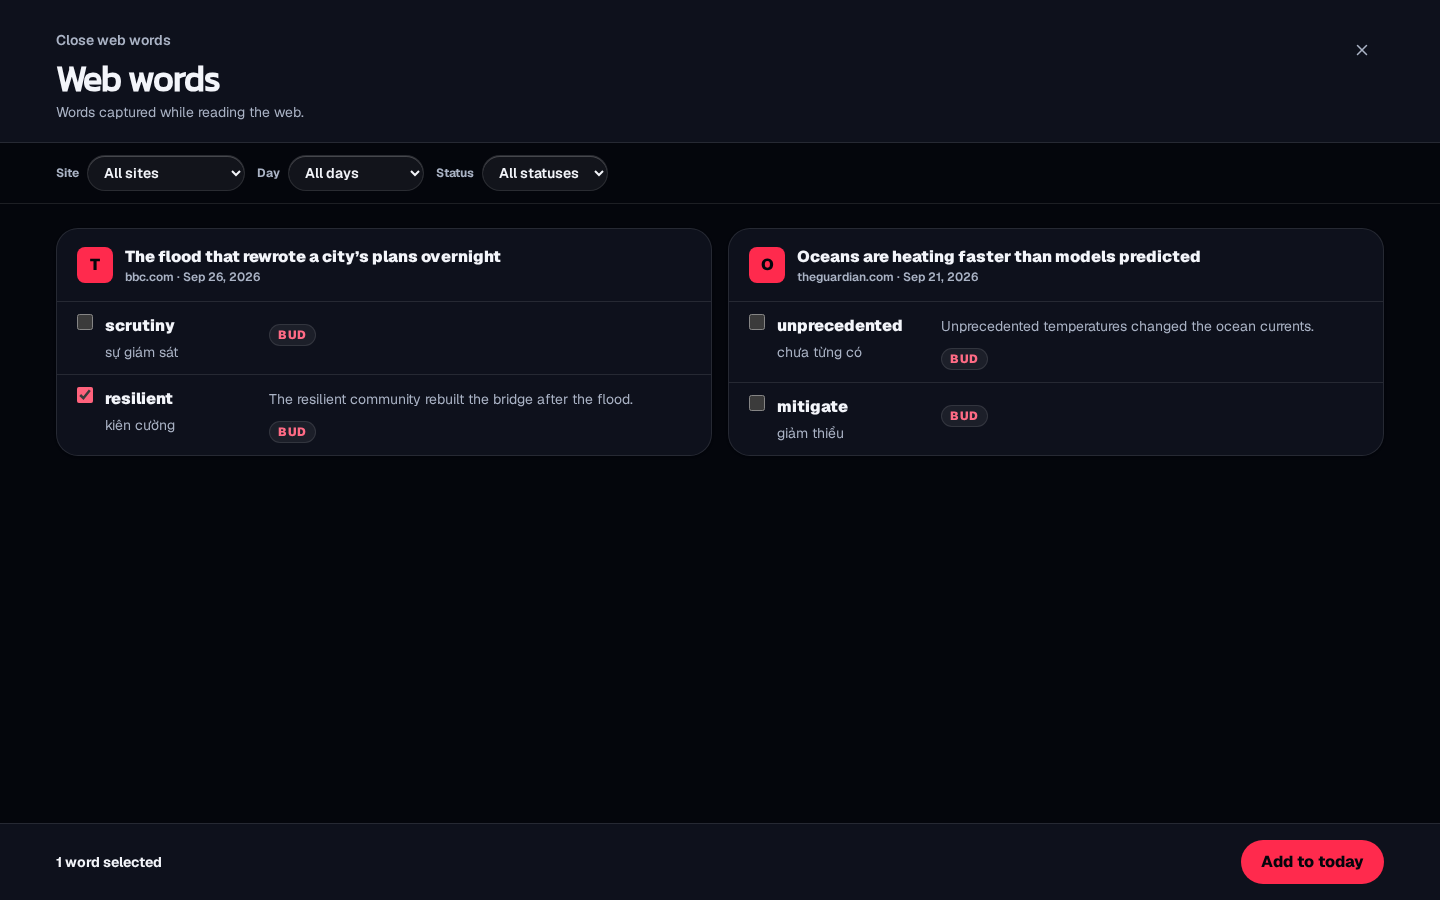 Close web words
Web words
Words captured while reading the web.
Site
All sites
Day
All days
Status
All statuses
T
The flood that rewrote a city's plans overnight
bbc.com · Sep 26, 2026
scrutiny
sự giám sát
BUD
resilient
kiên cường
The resilient community rebuilt the bridge after the flood.
BUD
O
Oceans are heating faster than models predicted
theguardian.com · Sep 21, 2026
unprecedented
chưa từng có
Unprecedented temperatures changed the ocean currents.
BUD
mitigate
giảm thiểu
BUD
1 word selected
Add to today